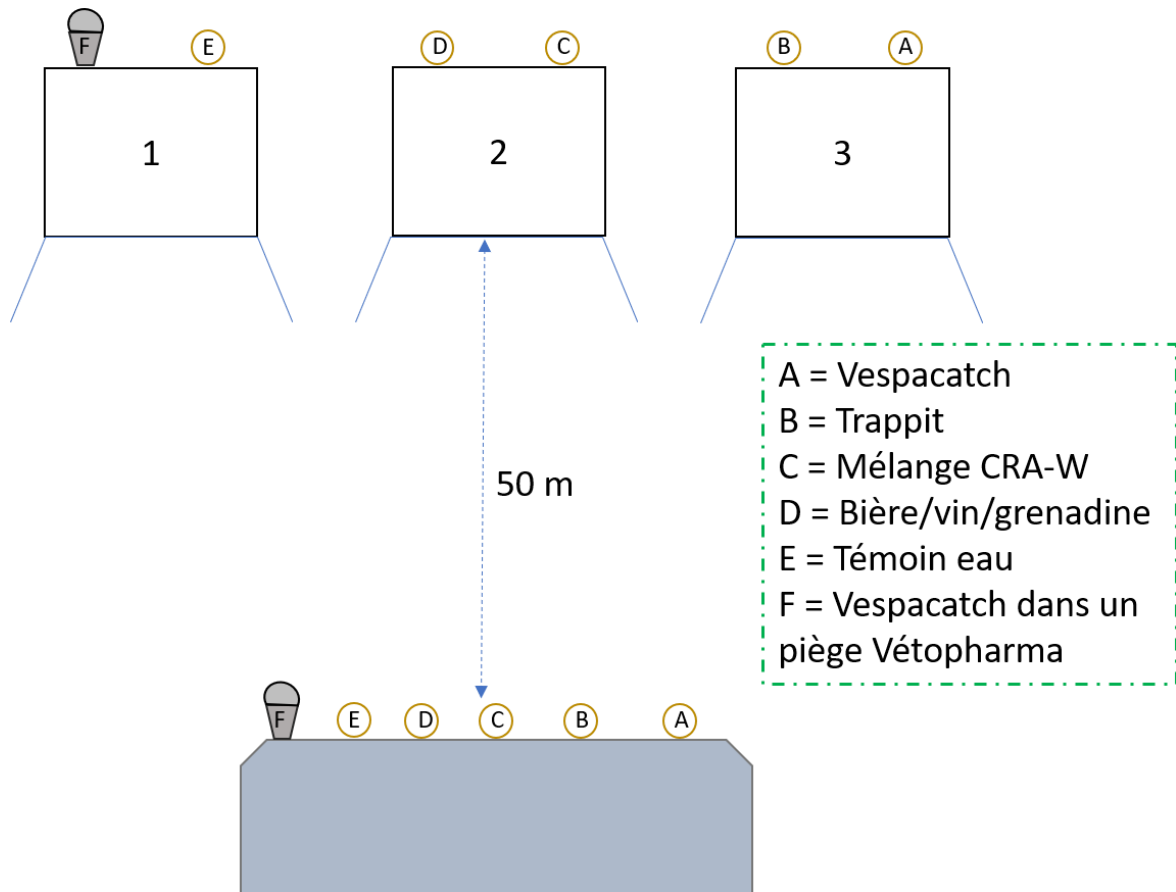 F E D C B A
1 2 3
A = Vespacatch
B = Trappit
C = Mélange CRA-W
D = Bière/vin/grenadine
E = Témoin eau
F = Vespacatch dans un
piège Vétopharma
50 m
F E D C B A